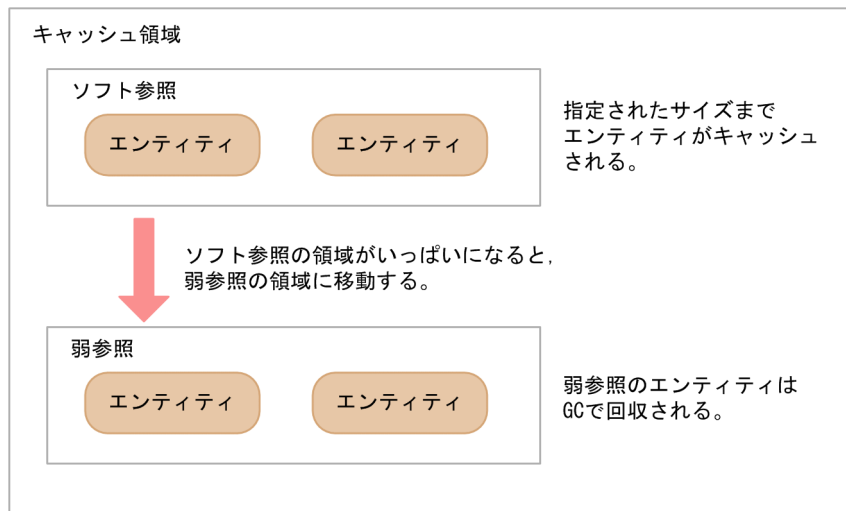 キャッシュ領域
ソフト参照
エンティティ
エンティティ
指定されたサイズまで
エンティティがキャッシュ
される。
ソフト参照の領域がいっぱいになると，
弱参照の領域に移動する。
弱参照
エンティティ
エンティティ
弱参照のエンティティは
GCで回収される。